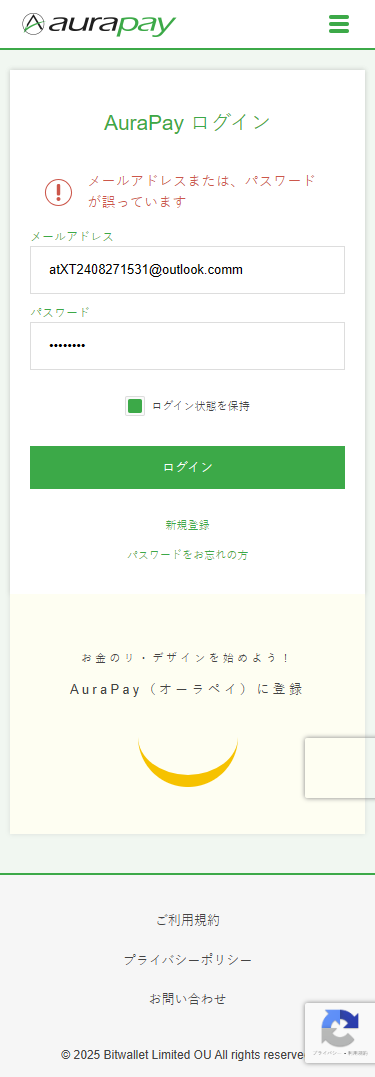 aurapay
AuraPay ログイン
メールアドレスまたは、パスワード
が誤っています
メールアドレス
atXT2408271531@outlook.comm
パスワード
••••••••
ログイン状態を保持
ログイン
新規登録
パスワードをお忘れの方
お金のリ・デザインを始めよう！
AuraPay（オーラペイ）に登録
ご利用規約
プライバシーポリシー
お問い合わせ
© 2025 Bitwallet Limited OU All rights reserve
プライバシー • 利用規約